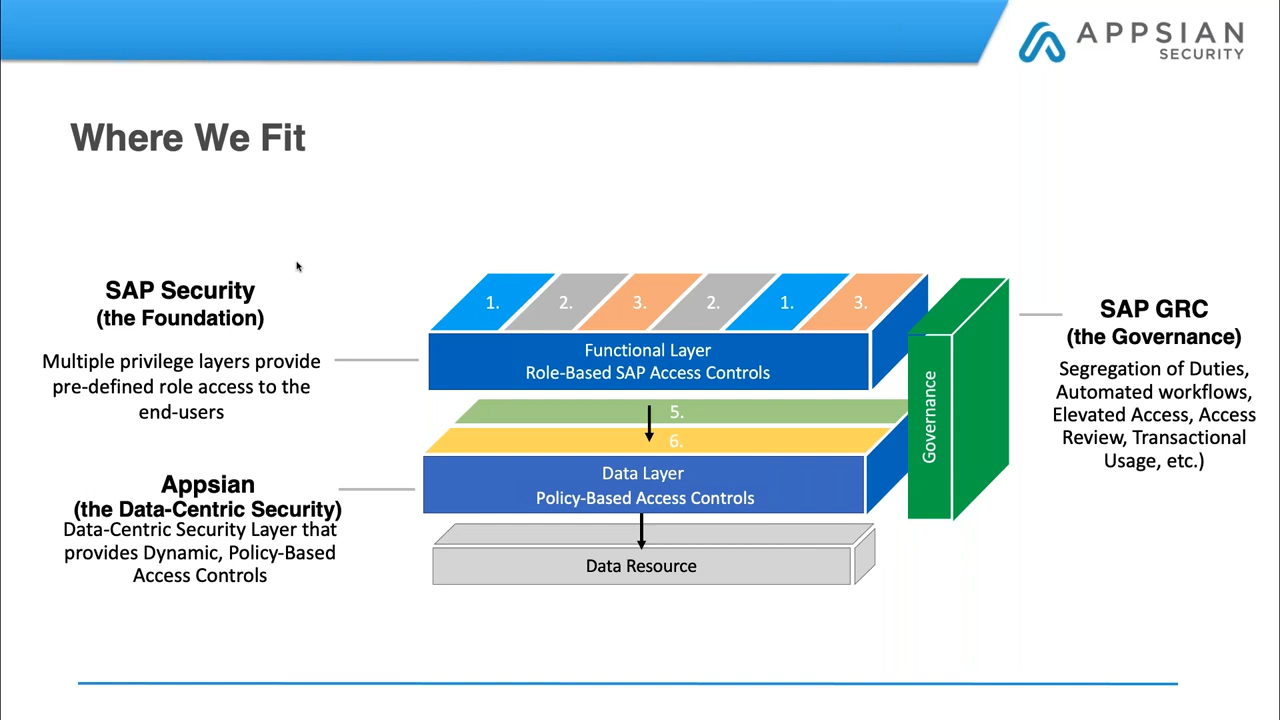 APPSIAN
SECURITY
Where We Fit
SAP Security
(the Foundation)
Multiple privilege layers provide
pre-defined role access to the
end-users
Appsian
(the Data-Centric Security)
Data-Centric Security Layer that
provides Dynamic, Policy-Based
Access Controls
1. 2. 3. 2. 1. 3.
Functional Layer
Role-Based SAP Access Controls
5.
6.
Data Layer
Policy-Based Access Controls
Data Resource
Governance
SAP GRC
(the Governance)
Segregation of Duties,
Automated workflows,
Elevated Access, Access
Review, Transactional
Usage, etc.)